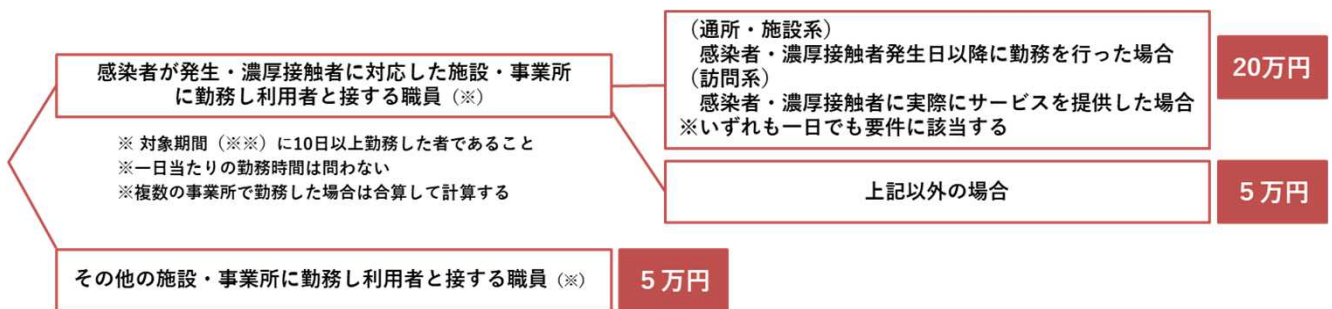 感染者が発生・濃厚接触者に対応した施設・事業所
に勤務し利用者と接する職員（※）
※ 対象期間（※※）に10日以上勤務した者であること
※一日当たりの勤務時間は問わない
※複数の事業所で勤務した場合は合算して計算する
（通所・施設系）
感染者・濃厚接触者発生日以降に勤務を行った場合
（訪問系）
感染者・濃厚接触者に実際にサービスを提供した場合
※いずれも一日でも要件に該当する
20万円
上記以外の場合
５万円
その他の施設・事業所に勤務し利用者と接する職員（※）
５万円